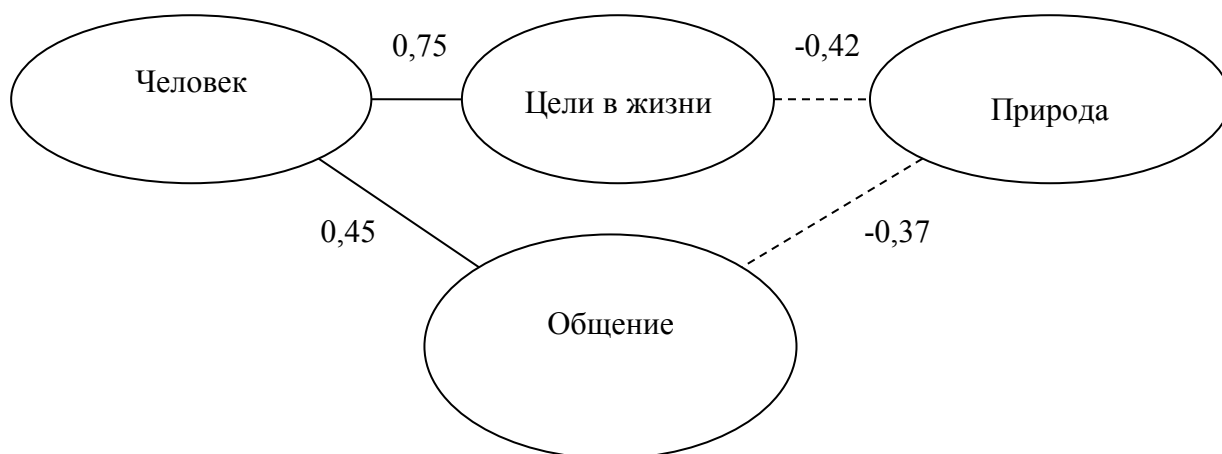 0,75
-0,42
Человек
Цели в жизни
Природа
0,45
-0,37
Общение